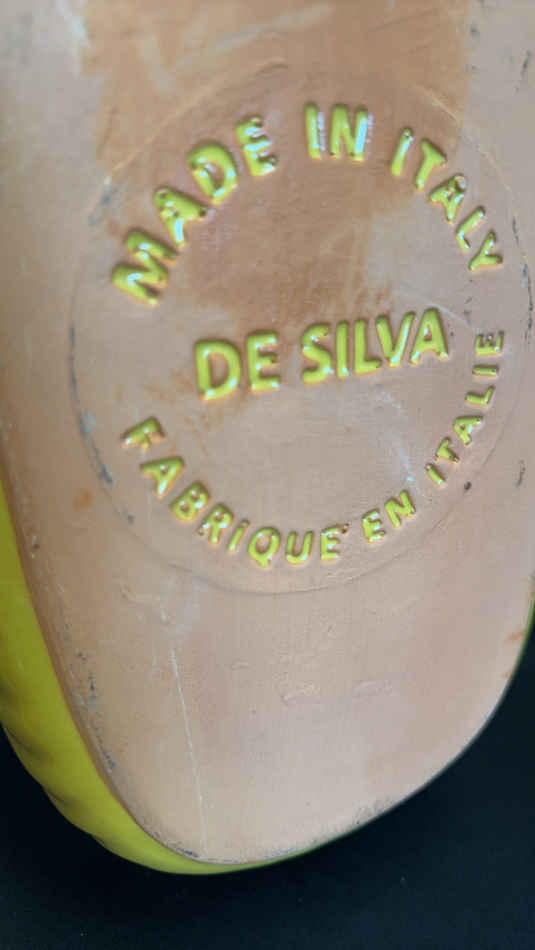 MADE IN ITALY
DE SILVA
FABRIQUE EN ITALIE